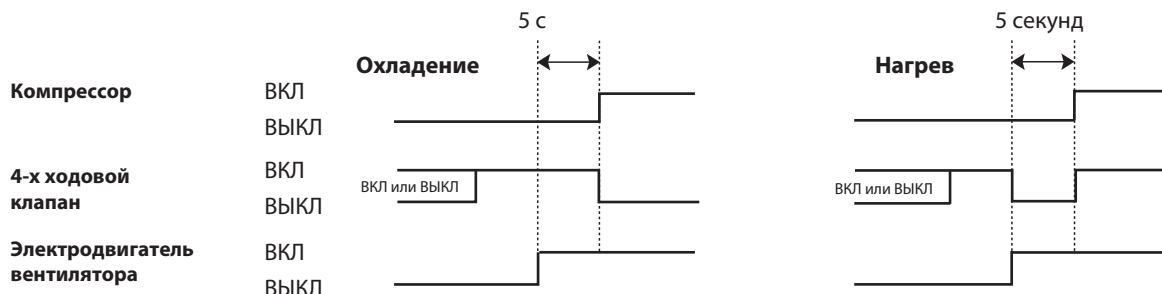 5 с
5 секунд
Охладение
Нагрев
Компрессор
ВКЛ
ВЫКЛ
4-х ходовой
клапан
ВКЛ
ВЫКЛ
ВКЛ или ВЫКЛ
ВКЛ или ВЫКЛ
Электродвигатель
вентилятора
ВКЛ
ВЫКЛ